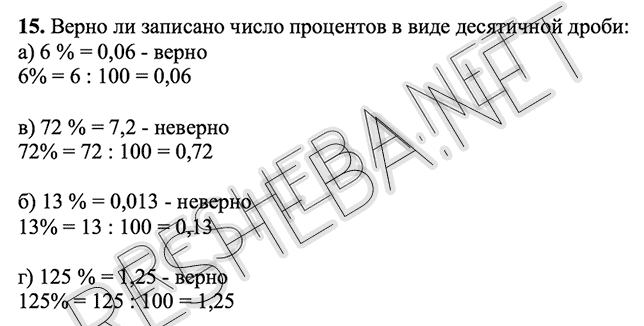 15. Верно ли записано число процентов в виде десятичной дроби:
а) 6 % = 0,06 - верно
6% = 6 : 100 = 0,06
в) 72 % = 7,2 - неверно
72% = 72 : 100 = 0,72
б) 13 % = 0,013 - неверно
13% = 13 : 100 = 0,13
г) 125 % = 1,25 - верно
125% = 125 : 100 = 1,25
RESHEBA.NET